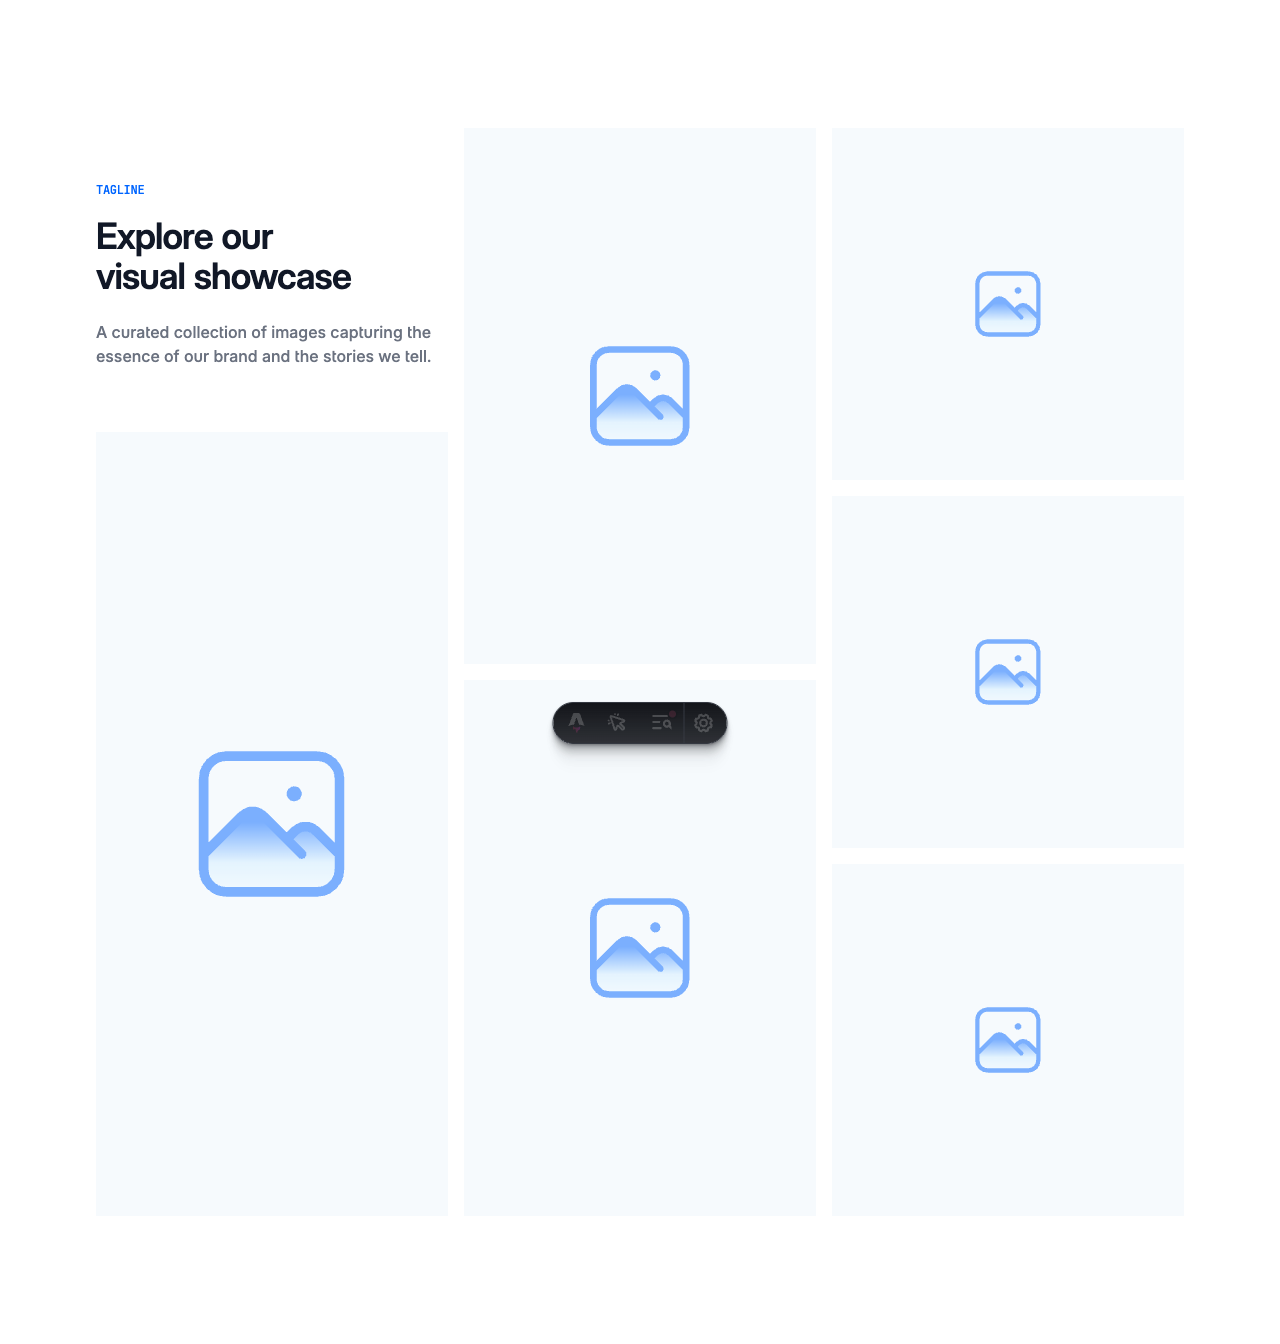 TAGLINE
Explore our
visual showcase
A curated collection of images capturing the
essence of our brand and the stories we tell.